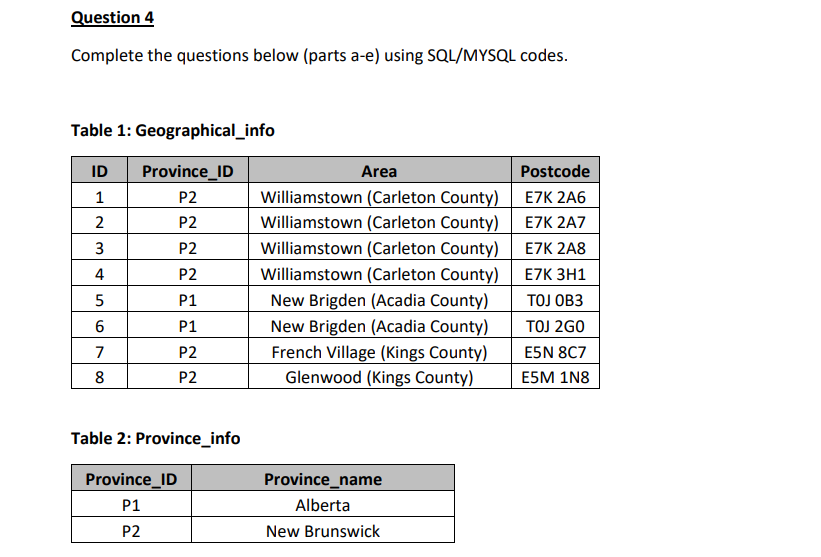 Question 4
Complete the questions below (parts a-e) using SQL/MYSQL codes.
Table 1: Geographical_info
ID Province_ID Area Postcode
1 P2 Williamstown (Carleton County) E7K 2A6
2 P2 Williamstown (Carleton County) E7K 2A7
3 P2 Williamstown (Carleton County) E7K 2A8
4 P2 Williamstown (Carleton County) E7K 3H1
5 P1 New Brigden (Acadia County) T0J 0B3
6 P1 New Brigden (Acadia County) T0J 2G0
7 P2 French Village (Kings County) E5N 8C7
8 P2 Glenwood (Kings County) E5M 1N8
Table 2: Province_info
Province_ID Province_name
P1 Alberta
P2 New Brunswick